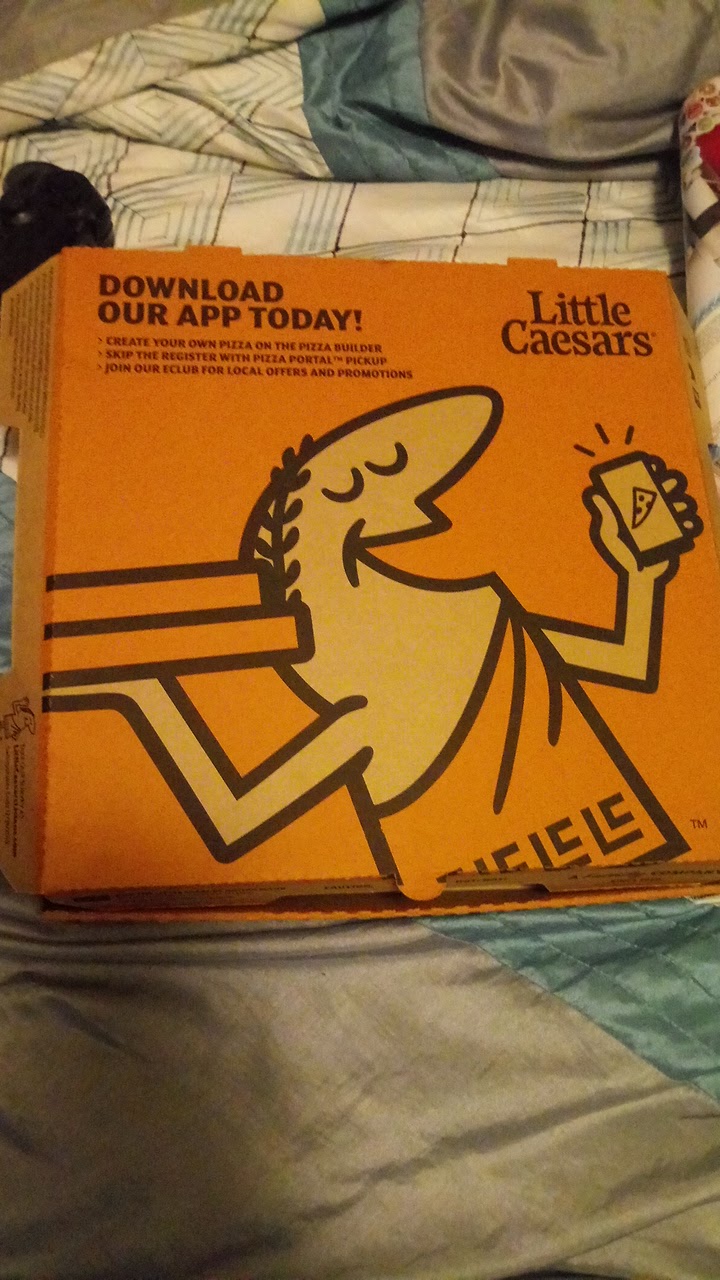 DOWNLOAD
OUR APP TODAY!
› CREATE YOUR OWN PIZZA ON THE PIZZA BUILDER
› SKIP THE REGISTER WITH PIZZA PORTAL™ PICKUP
› JOIN OUR ECLUB FOR LOCAL OFFERS AND PROMOTIONS
Little
Caesars®
TM